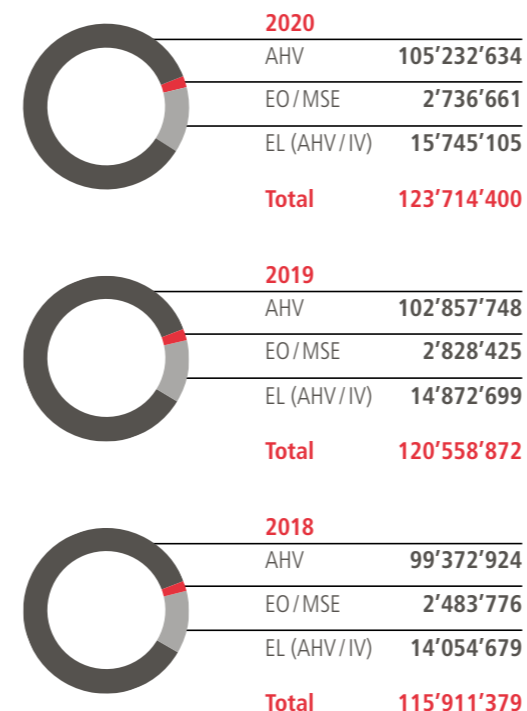 2020
AHV 105’232’634
EO/MSE 2’736’661
EL (AHV/IV) 15’745’105
Total 123’714’400
2019
AHV 102’857’748
EO/MSE 2’828’425
EL (AHV/IV) 14’872’699
Total 120’558’872
2018
AHV 99’372’924
EO/MSE 2’483’776
EL (AHV/IV) 14’054’679
Total 115’911’379